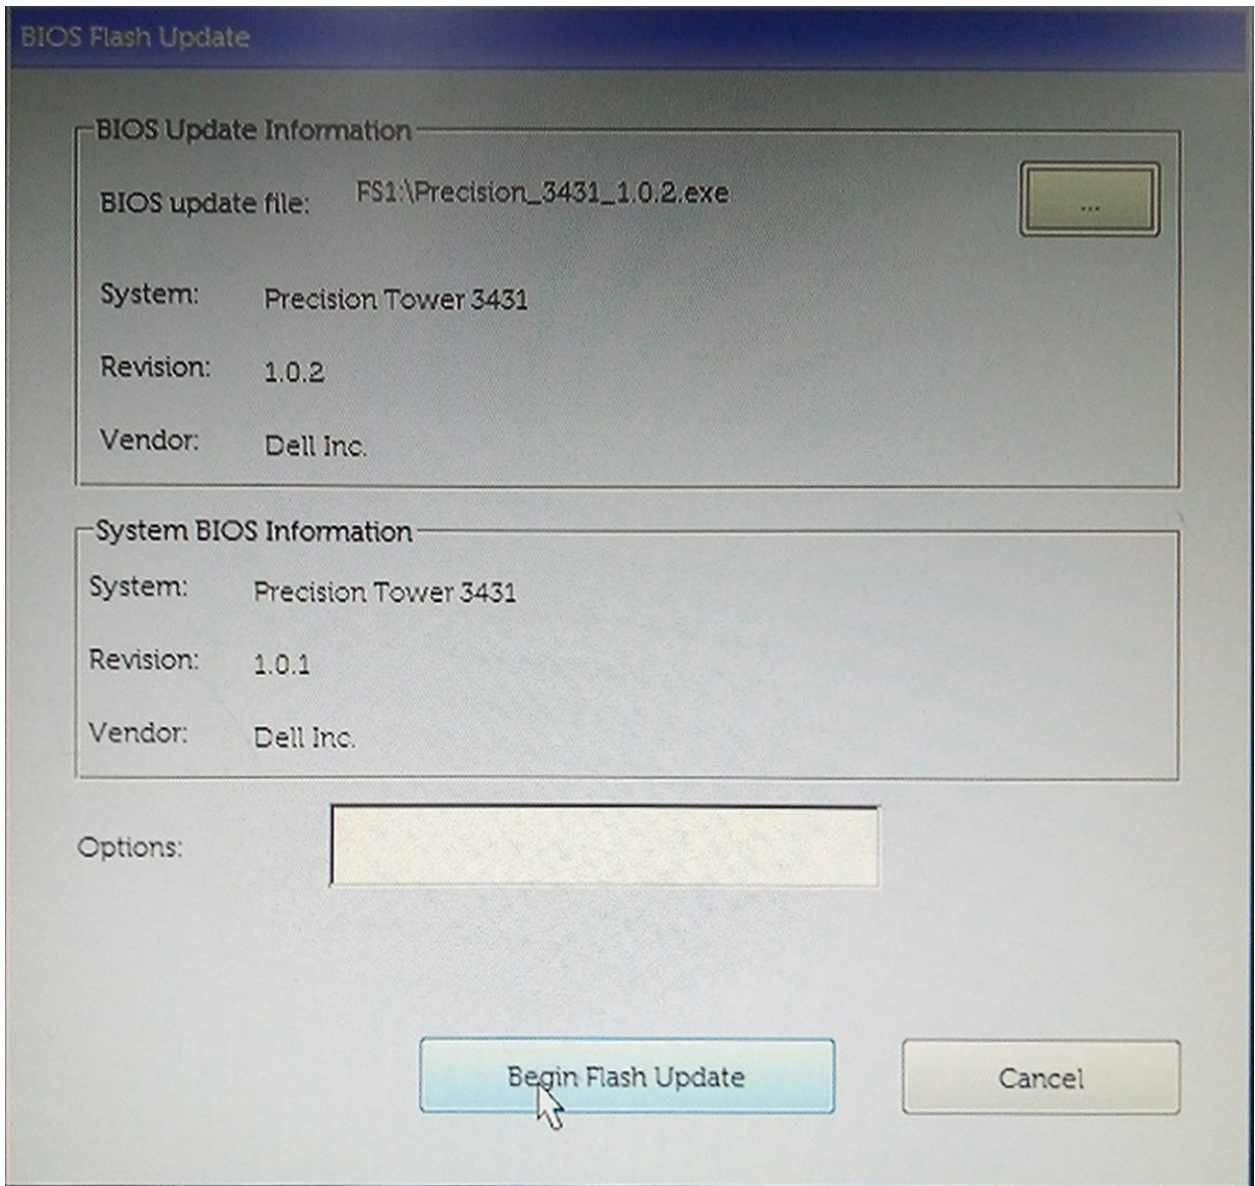 BIOS Flash Update
BIOS Update Information
BIOS update file: FS1:\Precision_3431_1.0.2.exe
...
System: Precision Tower 3431
Revision: 1.0.2
Vendor: Dell Inc.
System BIOS Information
System: Precision Tower 3431
Revision: 1.0.1
Vendor: Dell Inc.
Options:
Begin Flash Update
Cancel